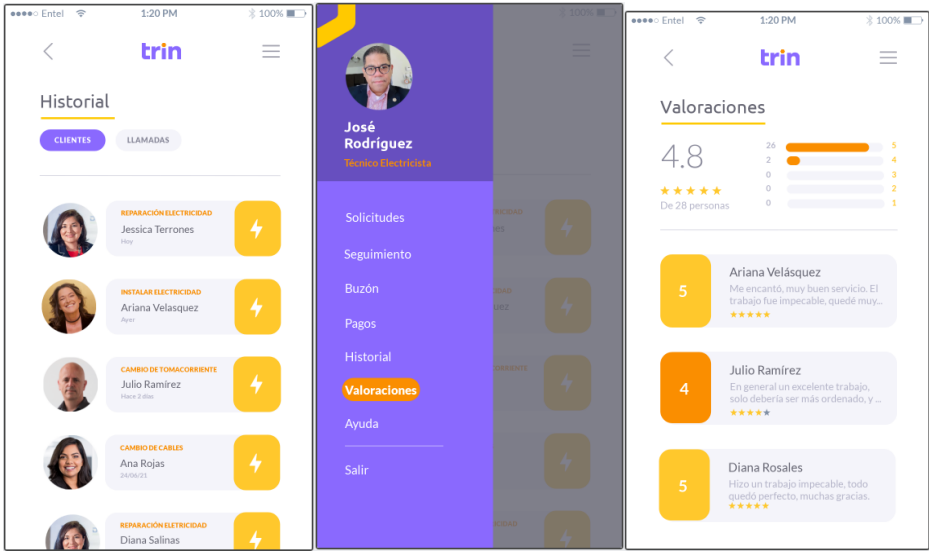 Entel 1:20 PM 100%
trin
Historial
CLIENTES LLAMADAS
REPARACIÓN ELECTRICIDAD
Jessica Terrones
Hoy
INSTALAR ELECTRICIDAD
Ariana Velasquez
Ayer
CAMBIO DE TOMACORRIENTE
Julio Ramírez
Hace 2 días
CAMBIO DE CABLES
Ana Rojas
24/06/21
REPARACIÓN ELETRICIDAD
Diana Salinas
100%
José
Rodríguez
Técnico Electricista
Solicitudes
Seguimiento
Buzón
Pagos
Historial
Valoraciones
Ayuda
Salir
Entel 1:20 PM 100%
trin
Valoraciones
4.8
De 28 personas
26 5
2 4
0 3
0 2
0 1
5
Ariana Velásquez
Me encantó, muy buen servicio. El
trabajo fue impecable, quedé muy...
4
Julio Ramírez
En general un excelente trabajo,
solo debería ser más ordenado, y ...
5
Diana Rosales
Hizo un trabajo impecable, todo
quedó perfecto, muchas gracias.